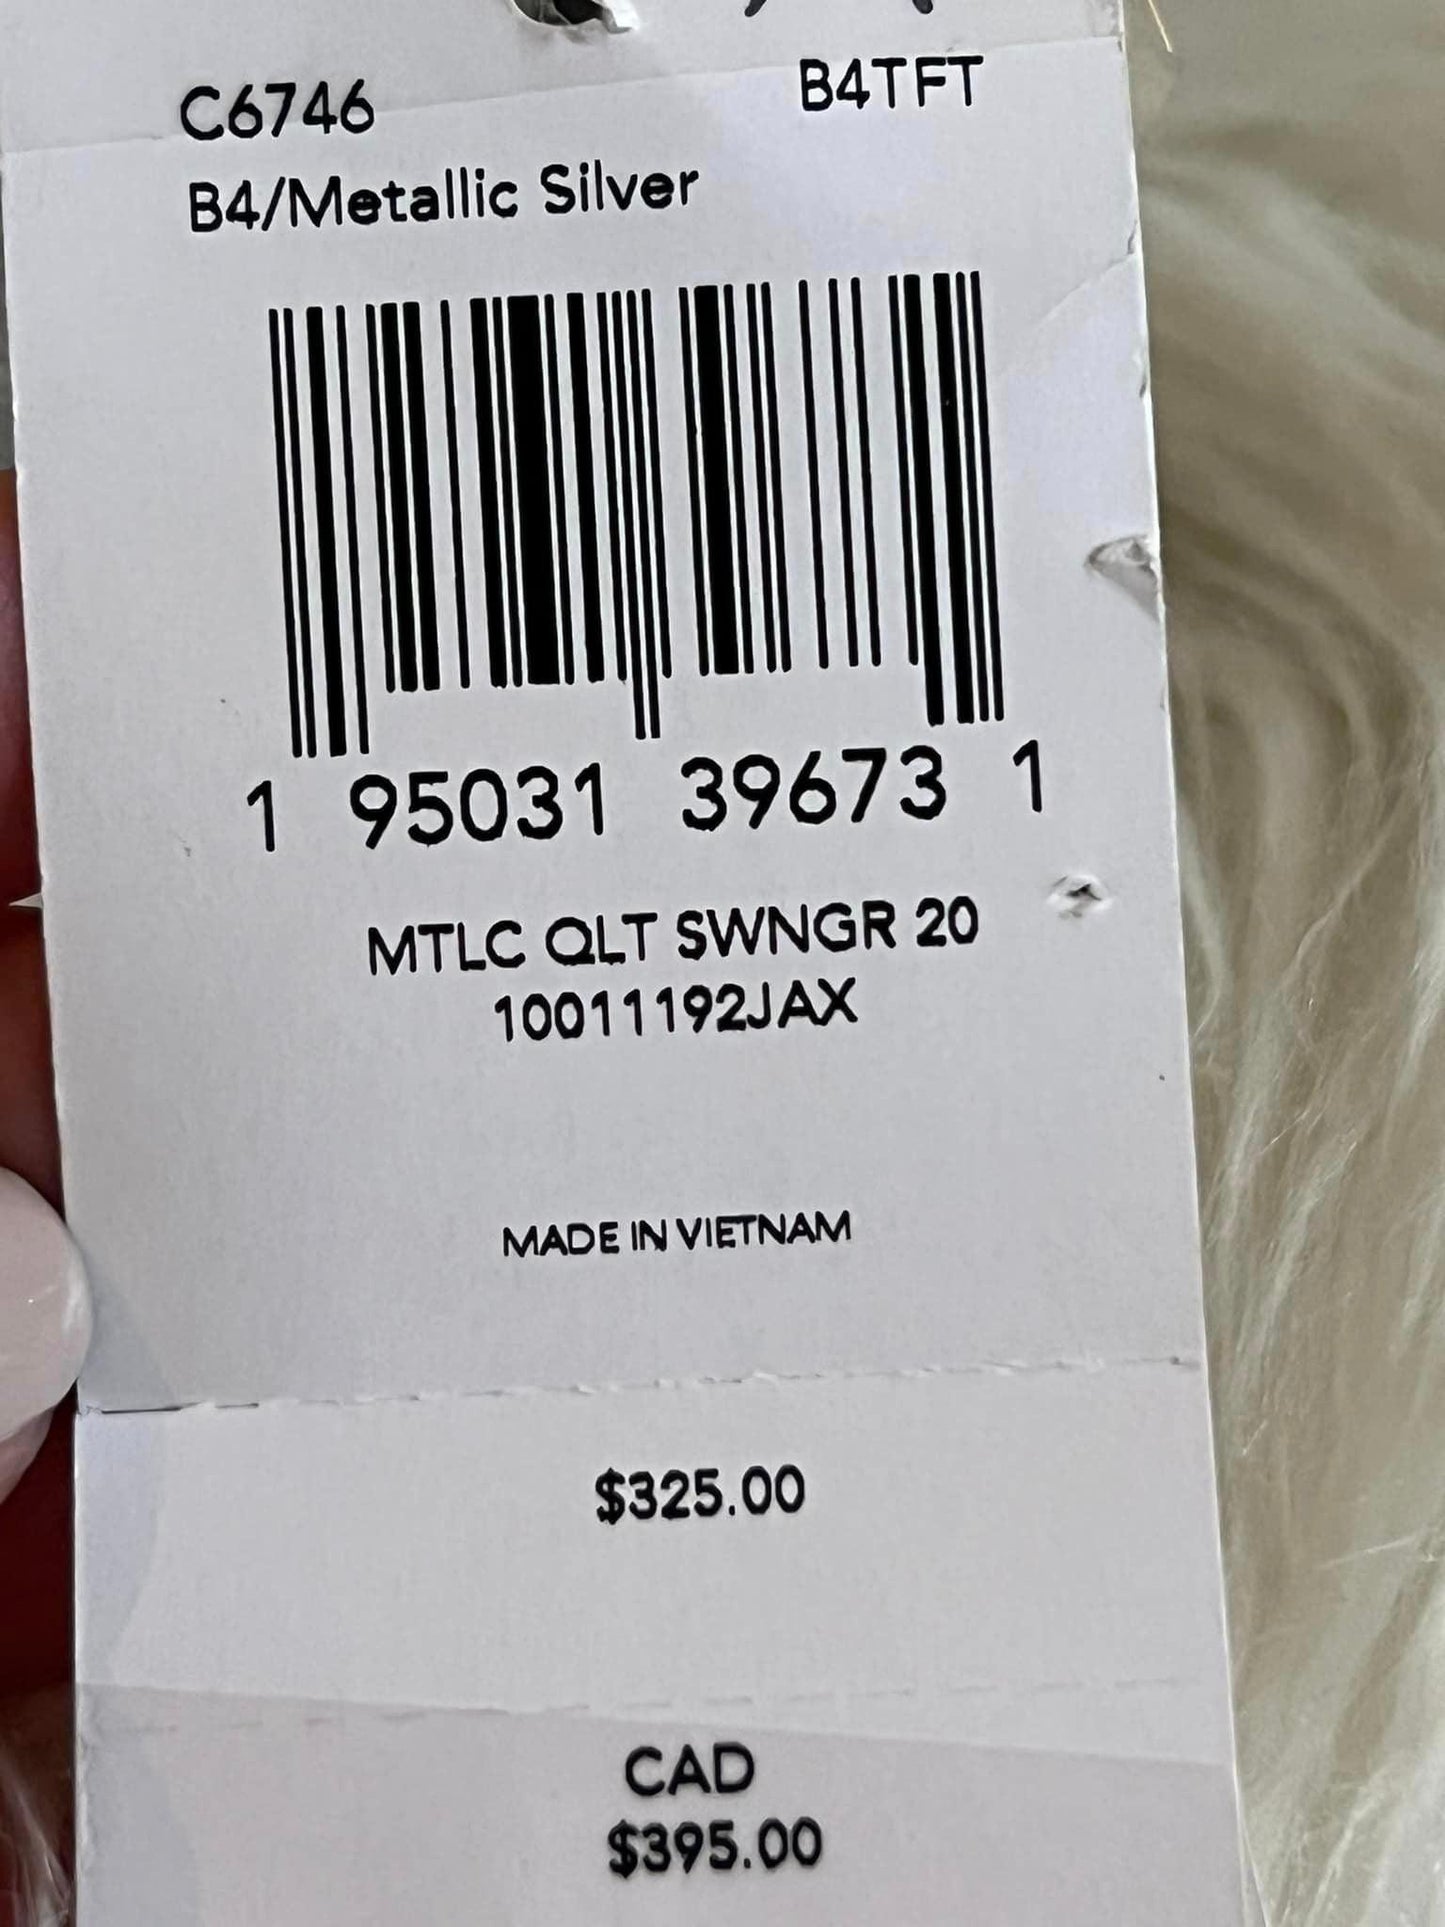 C6746 B4TFT
B4/Metallic Silver
1 95031 39673 1
MTLC QLT SWNGR 20
10011192JAX
MADE IN VIETNAM
$325.00
CAD
$395.00